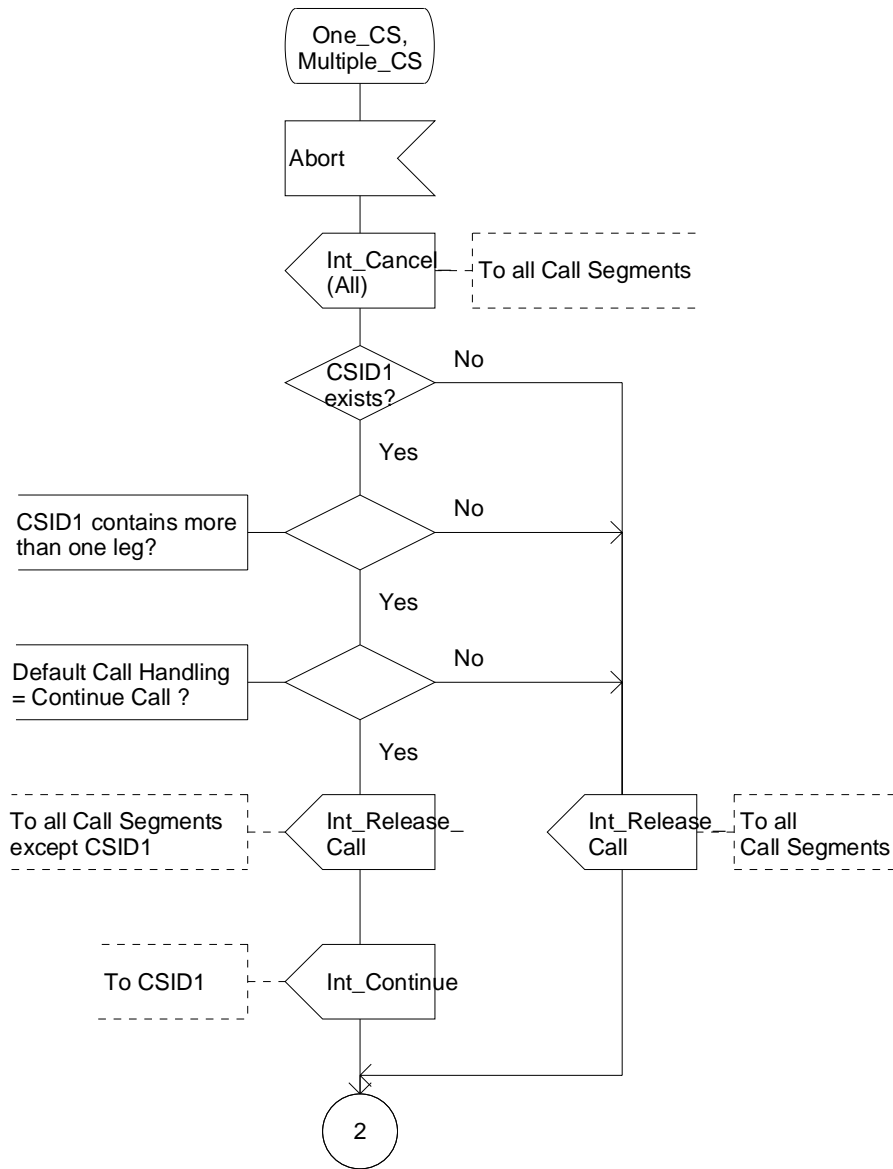 One_CS,
Multiple_CS
Abort
Int_Cancel_
(All)
To all Call Segments
CSID1
exists?
No
Yes
CSID1 contains more
than one leg?
No
Yes
Default Call Handling
= Continue Call ?
No
Yes
To all Call Segments
except CSID1
Int_Release_
Call
Int_Release_
Call
To all
Call Segments
To CSID1
Int_Continue
2